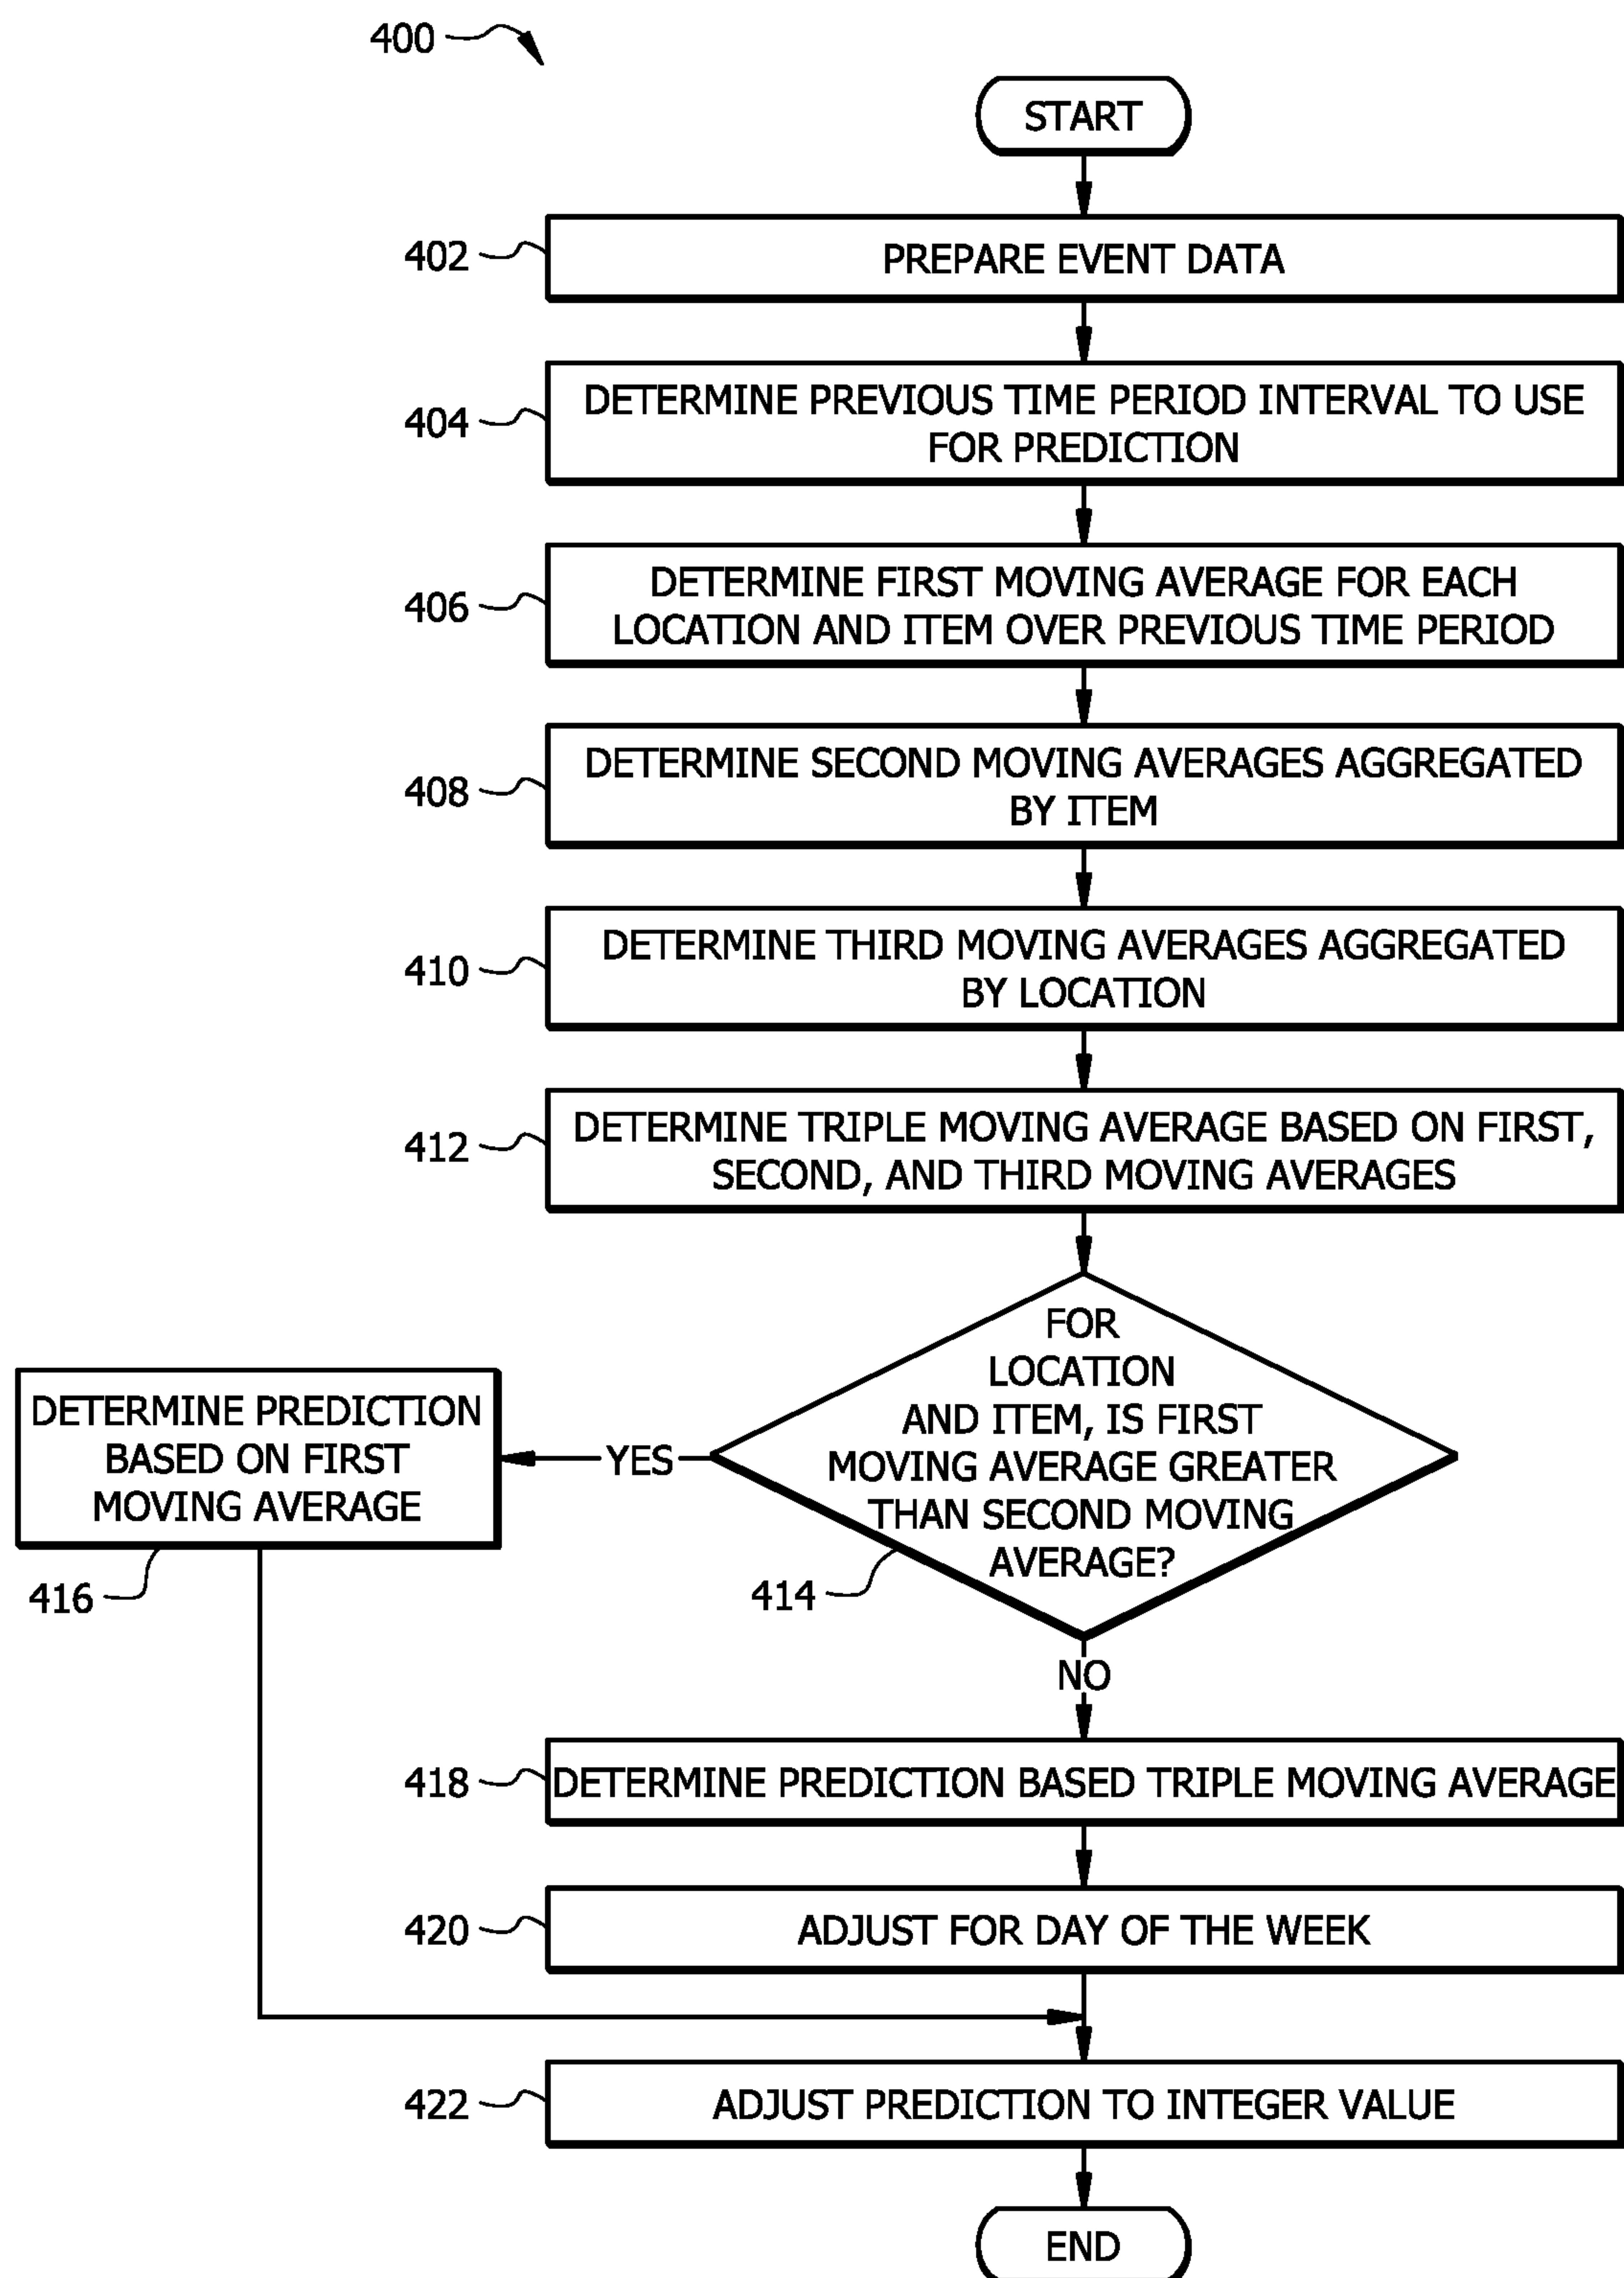 400
START
402
PREPARE EVENT DATA
404
DETERMINE PREVIOUS TIME PERIOD INTERVAL TO USE
FOR PREDICTION
406
DETERMINE FIRST MOVING AVERAGE FOR EACH
LOCATION AND ITEM OVER PREVIOUS TIME PERIOD
408
DETERMINE SECOND MOVING AVERAGES AGGREGATED
BY ITEM
410
DETERMINE THIRD MOVING AVERAGES AGGREGATED
BY LOCATION
412
DETERMINE TRIPLE MOVING AVERAGE BASED ON FIRST,
SECOND, AND THIRD MOVING AVERAGES
FOR
LOCATION
AND ITEM, IS FIRST
MOVING AVERAGE GREATER
THAN SECOND MOVING
AVERAGE?
414
YES
DETERMINE PREDICTION
BASED ON FIRST
MOVING AVERAGE
416
NO
418
DETERMINE PREDICTION BASED TRIPLE MOVING AVERAGE
420
ADJUST FOR DAY OF THE WEEK
422
ADJUST PREDICTION TO INTEGER VALUE
END